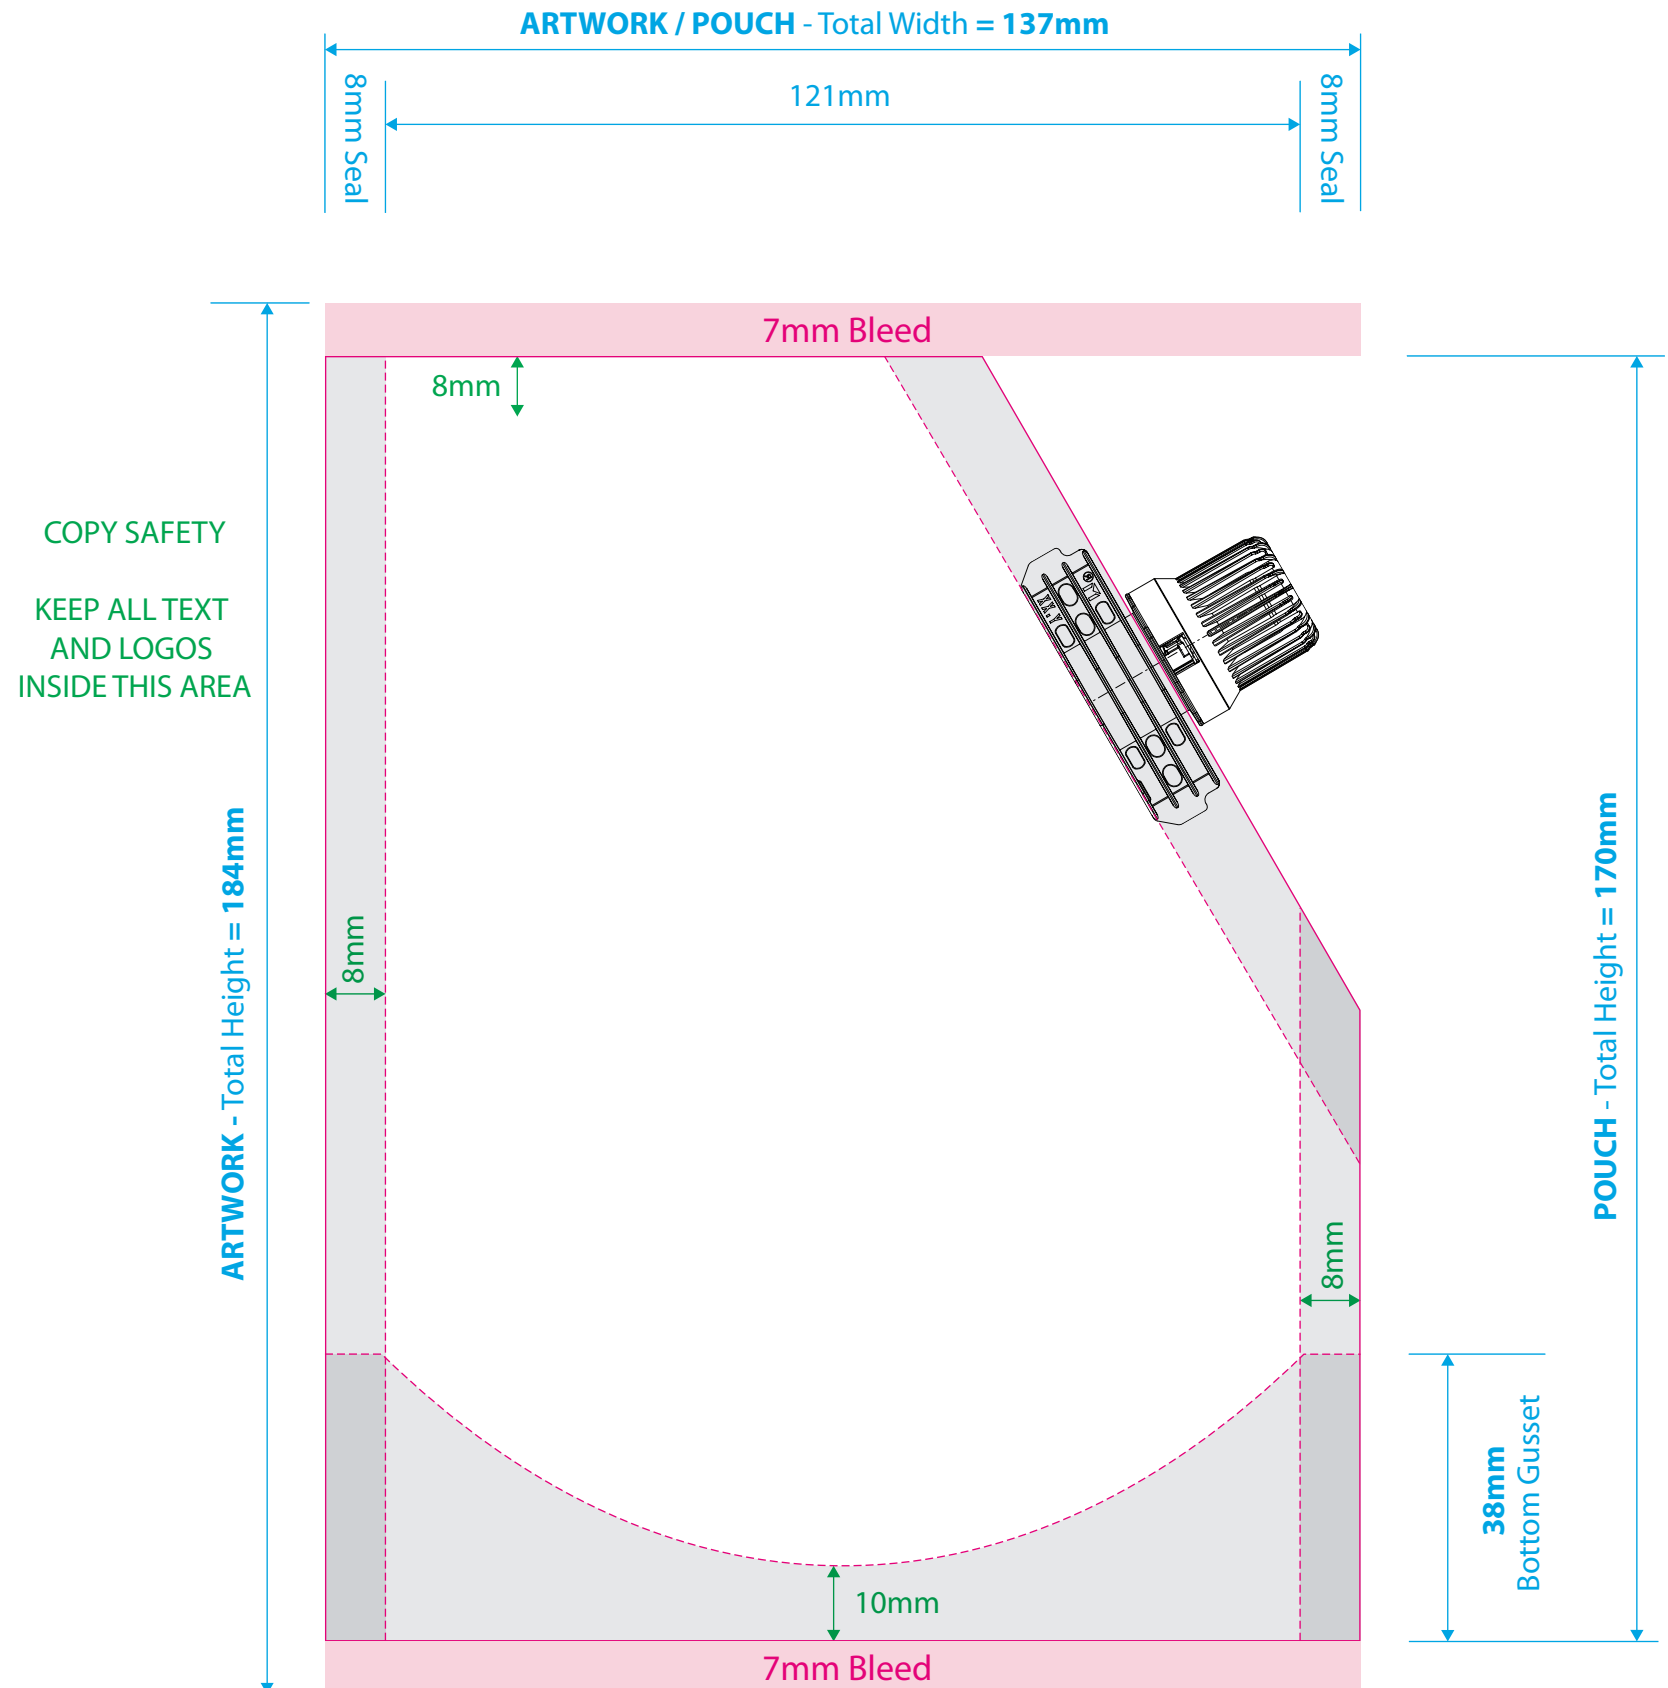 ARTWORK / POUCH - Total Width = 137mm
8mm Seal
121mm
8mm Seal
7mm Bleed
8mm
COPY SAFETY
KEEP ALL TEXT
AND LOGOS
INSIDE THIS AREA
XX.Y
ARTWORK - Total Height = 184mm
8mm
POUCH - Total Height = 170mm
8mm
38mm
Bottom Gusset
10mm
7mm Bleed